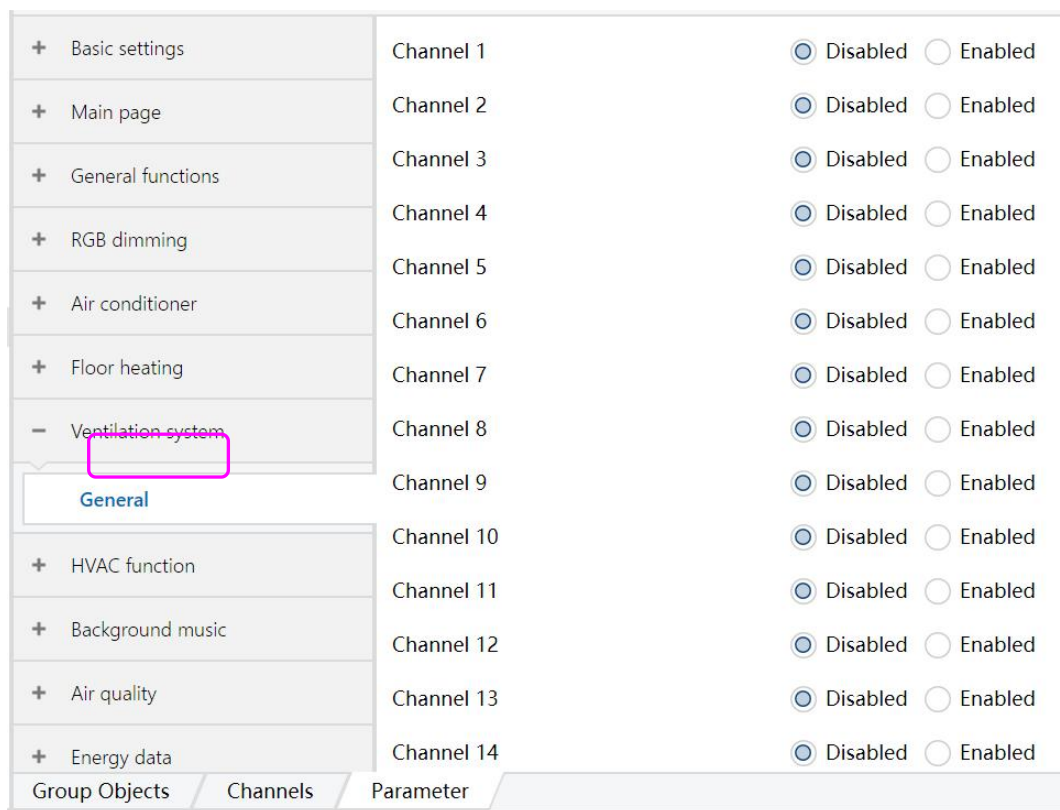 Basic settings
Main page
General functions
RGB dimming
Air conditioner
Floor heating
Ventilation system
General
HVAC function
Background music
Air quality
Energy data
Channel 1 Disabled Enabled
Channel 2 Disabled Enabled
Channel 3 Disabled Enabled
Channel 4 Disabled Enabled
Channel 5 Disabled Enabled
Channel 6 Disabled Enabled
Channel 7 Disabled Enabled
Channel 8 Disabled Enabled
Channel 9 Disabled Enabled
Channel 10 Disabled Enabled
Channel 11 Disabled Enabled
Channel 12 Disabled Enabled
Channel 13 Disabled Enabled
Channel 14 Disabled Enabled
Group Objects Channels Parameter